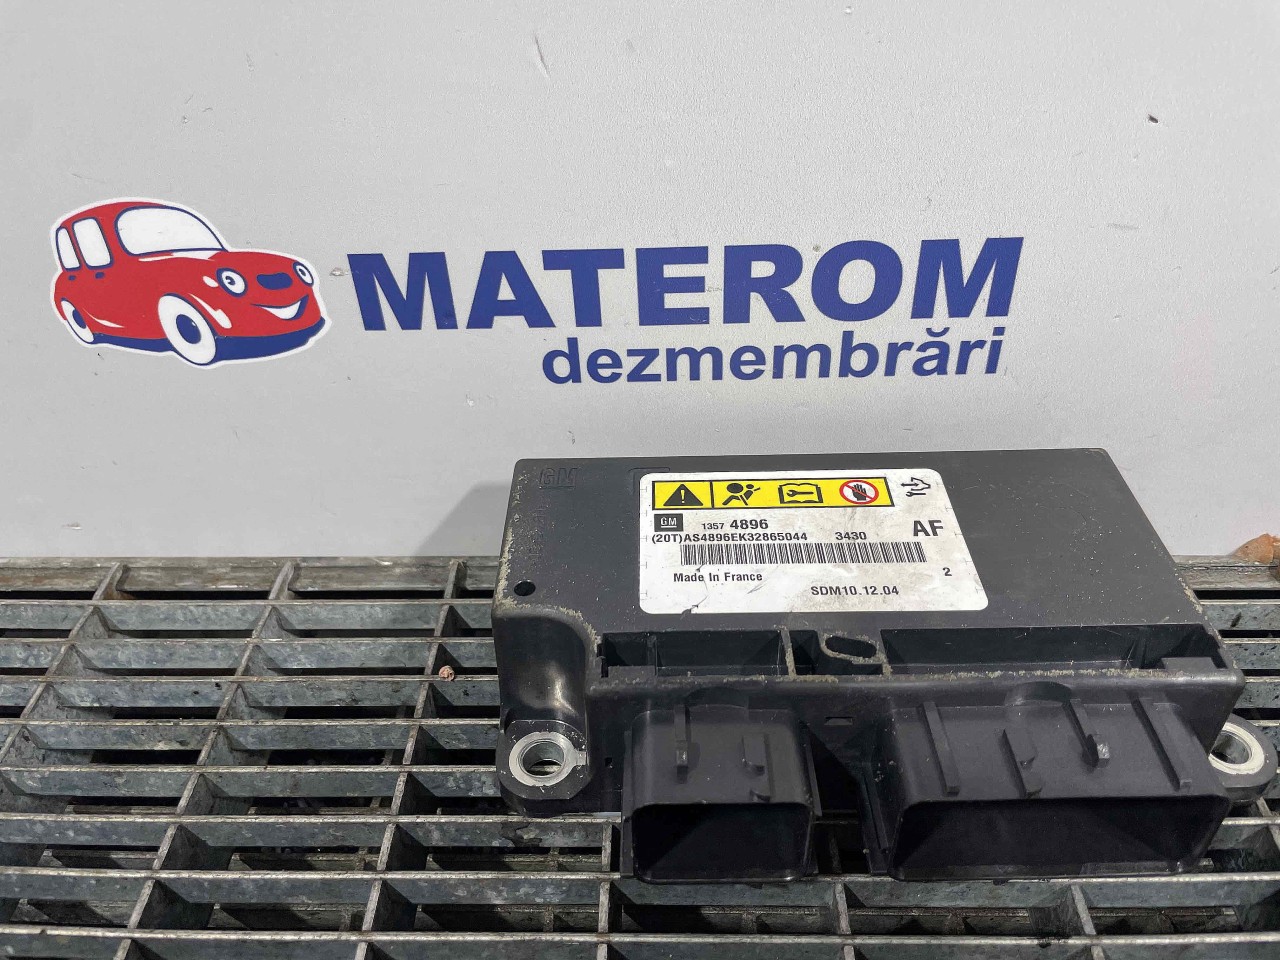 MATEROM
dezmembrări
GM
GM
1357 4896
AF
(20T)AS4896EK32865044 3430
Made In France
2
SDM10.12.04